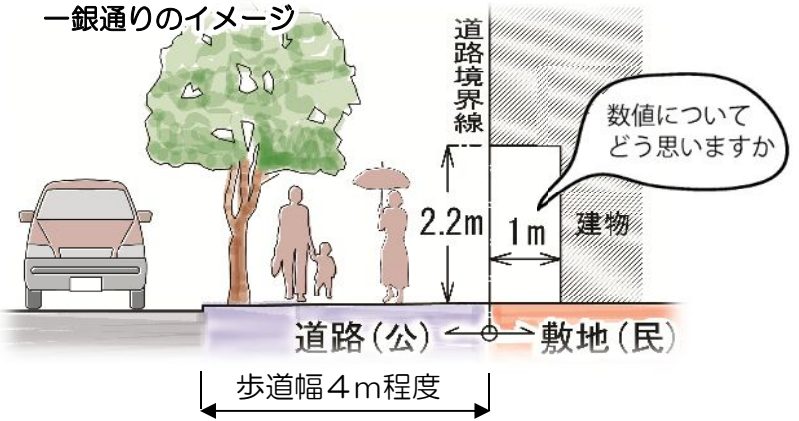 一銀通りのイメージ
道路境界線
数値について
どう思いますか
2.2m
1m
建物
道路(公)
敷地(民)
歩道幅4m程度